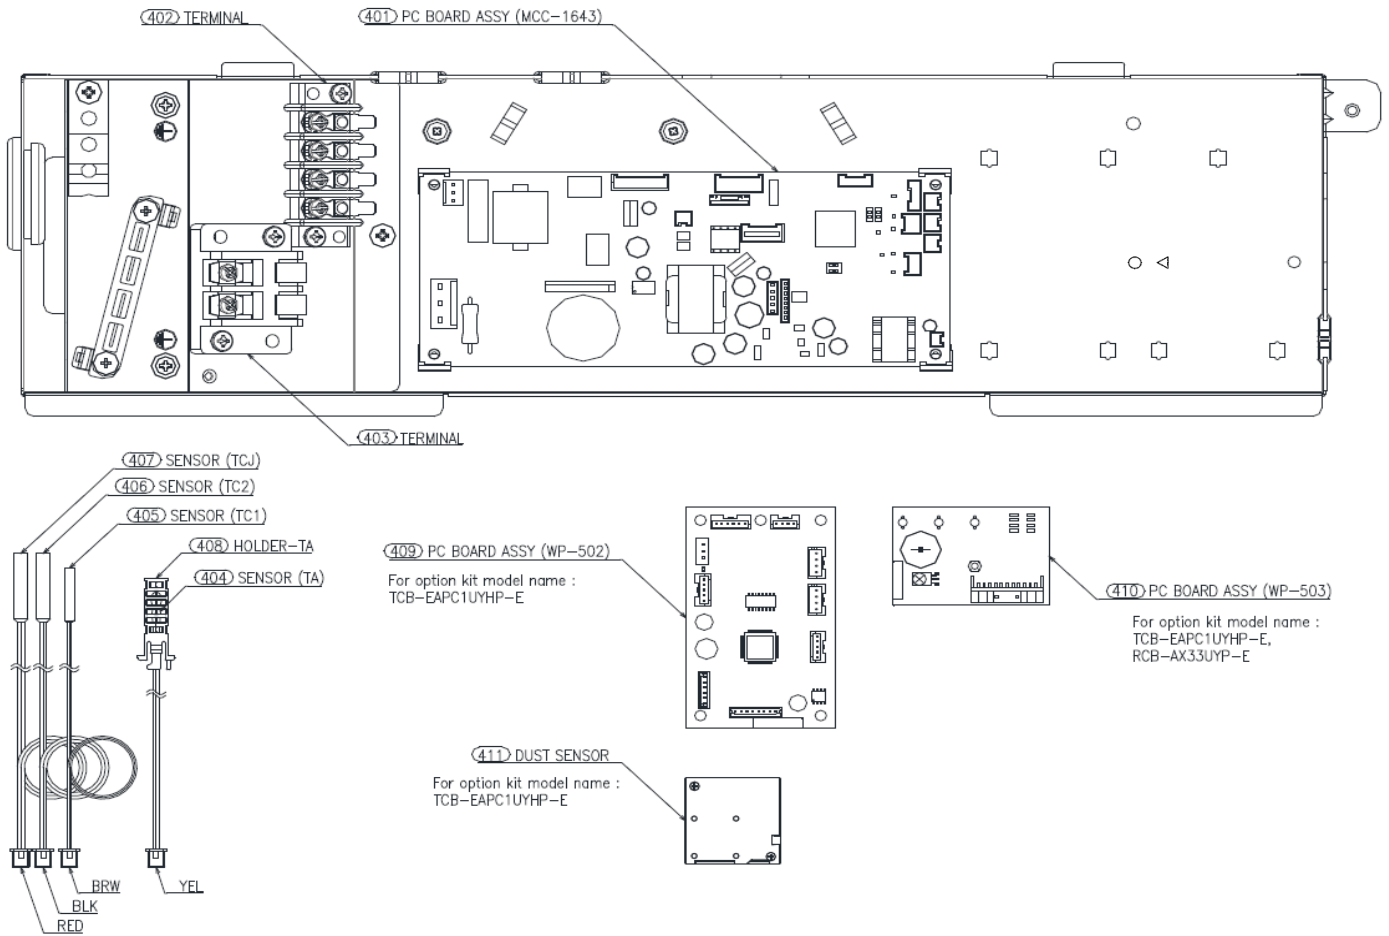 402 TERMINAL
401 PC BOARD ASSY (MCC-1643)
403 TERMINAL
407 SENSOR (TCJ)
406 SENSOR (TC2)
405 SENSOR (TC1)
408 HOLDER-TA
404 SENSOR (TA)
409 PC BOARD ASSY (WP-502)
For option kit model name :
TCB-EAPC1UYHP-E
410 PC BOARD ASSY (WP-503)
For option kit model name :
TCB-EAPC1UYHP-E,
RCB-AX33UYP-E
411 DUST SENSOR
For option kit model name :
TCB-EAPC1UYHP-E
BRW
YEL
BLK
RED